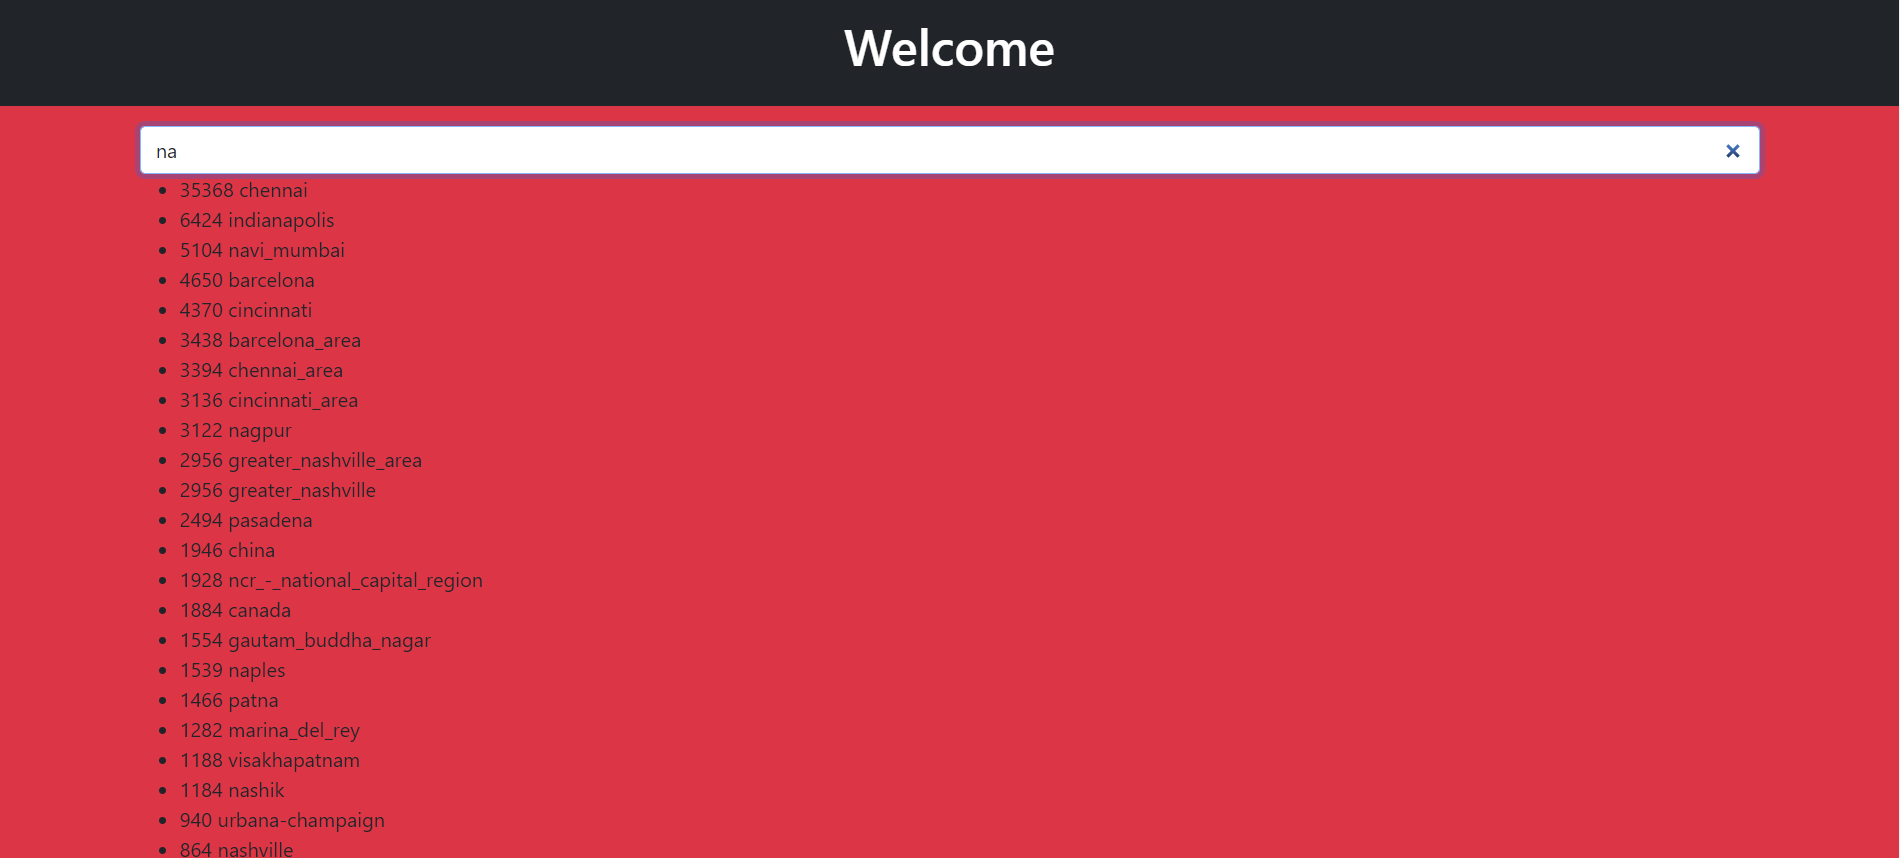 Welcome
na
35368 chennai
6424 indianapolis
5104 navi_mumbai
4650 barcelona
4370 cincinnati
3438 barcelona_area
3394 chennai_area
3136 cincinnati_area
3122 nagpur
2956 greater_nashville_area
2956 greater_nashville
2494 pasadena
1946 china
1928 ncr_-_national_capital_region
1884 canada
1554 gautam_buddha_nagar
1539 naples
1466 patna
1282 marina_del_rey
1188 visakhapatnam
1184 nashik
940 urbana-champaign
864 nashville